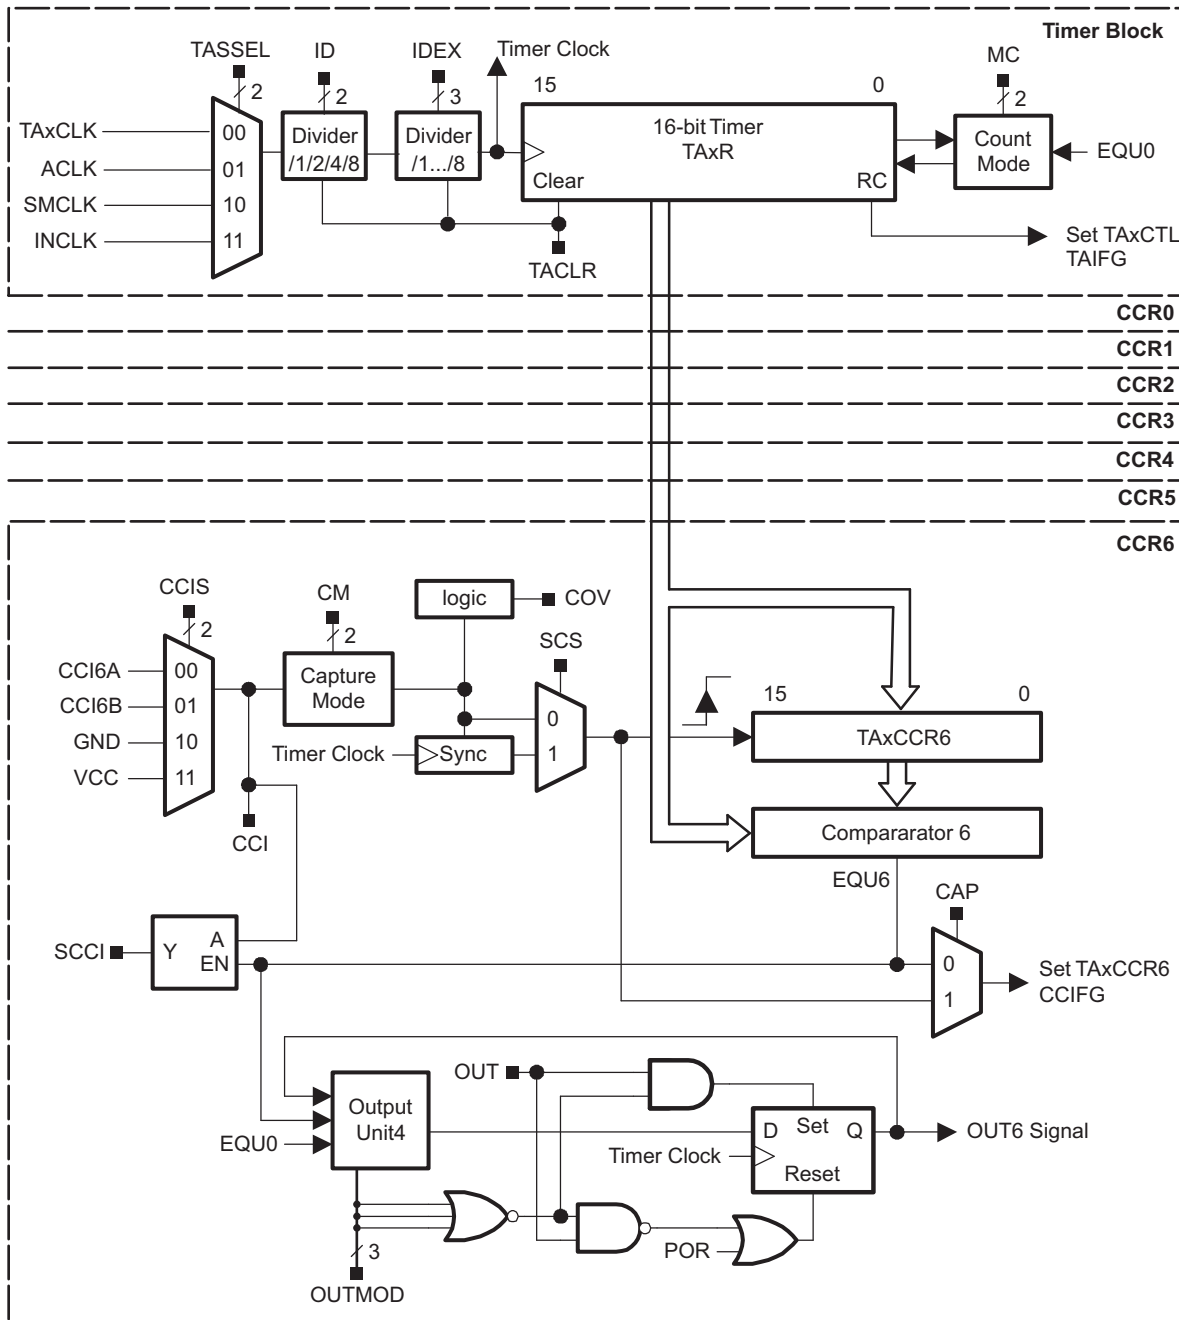 Timer Block
TASSEL
ID
IDEX
Timer Clock
MC
2
2
3
15
0
2
TAxCLK
ACLK
SMCLK
INCLK
00
01
10
11
Divider
/1/2/4/8
Divider
/1.../8
16-bit Timer
TAxR
Clear
RC
Count
Mode
EQU0
TACLR
Set TAxCTL
TAIFG
CCR0
CCR1
CCR2
CCR3
CCR4
CCR5
CCR6
CCIS
2
CM
2
logic
COV
SCS
CCI6A
CCI6B
GND
VCC
00
01
10
11
Capture
Mode
Timer Clock
Sync
0
1
15
0
TAxCCR6
CCI
Compararator 6
EQU6
CAP
SCCI
Y
A
EN
0
1
Set TAxCCR6
CCIFG
OUT
Output
Unit4
EQU0
D
Set
Q
Timer Clock
Reset
OUT6 Signal
POR
3
OUTMOD